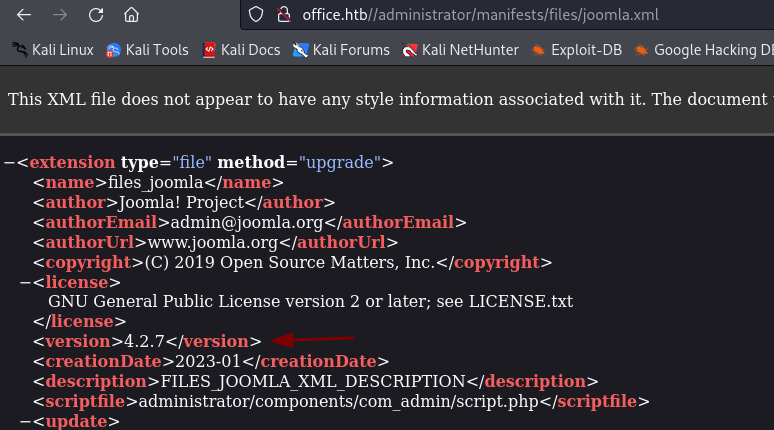 office.htb//administrator/manifests/files/joomla.xml
Kali Linux Kali Tools Kali Docs Kali Forums Kali NetHunter Exploit-DB Google Hacking
This XML file does not appear to have any style information associated with it. The document
−<extension type="file" method="upgrade">
<name>files_joomla</name>
<author>Joomla! Project</author>
<authorEmail>admin@joomla.org</authorEmail>
<authorUrl>www.joomla.org</authorUrl>
<copyright>(C) 2019 Open Source Matters, Inc.</copyright>
−<license>
GNU General Public License version 2 or later; see LICENSE.txt
</license>
<version>4.2.7</version>
<creationDate>2023-01</creationDate>
<description>FILES_JOOMLA_XML_DESCRIPTION</description>
<scriptfile>administrator/components/com_admin/script.php</scriptfile>
−<update>